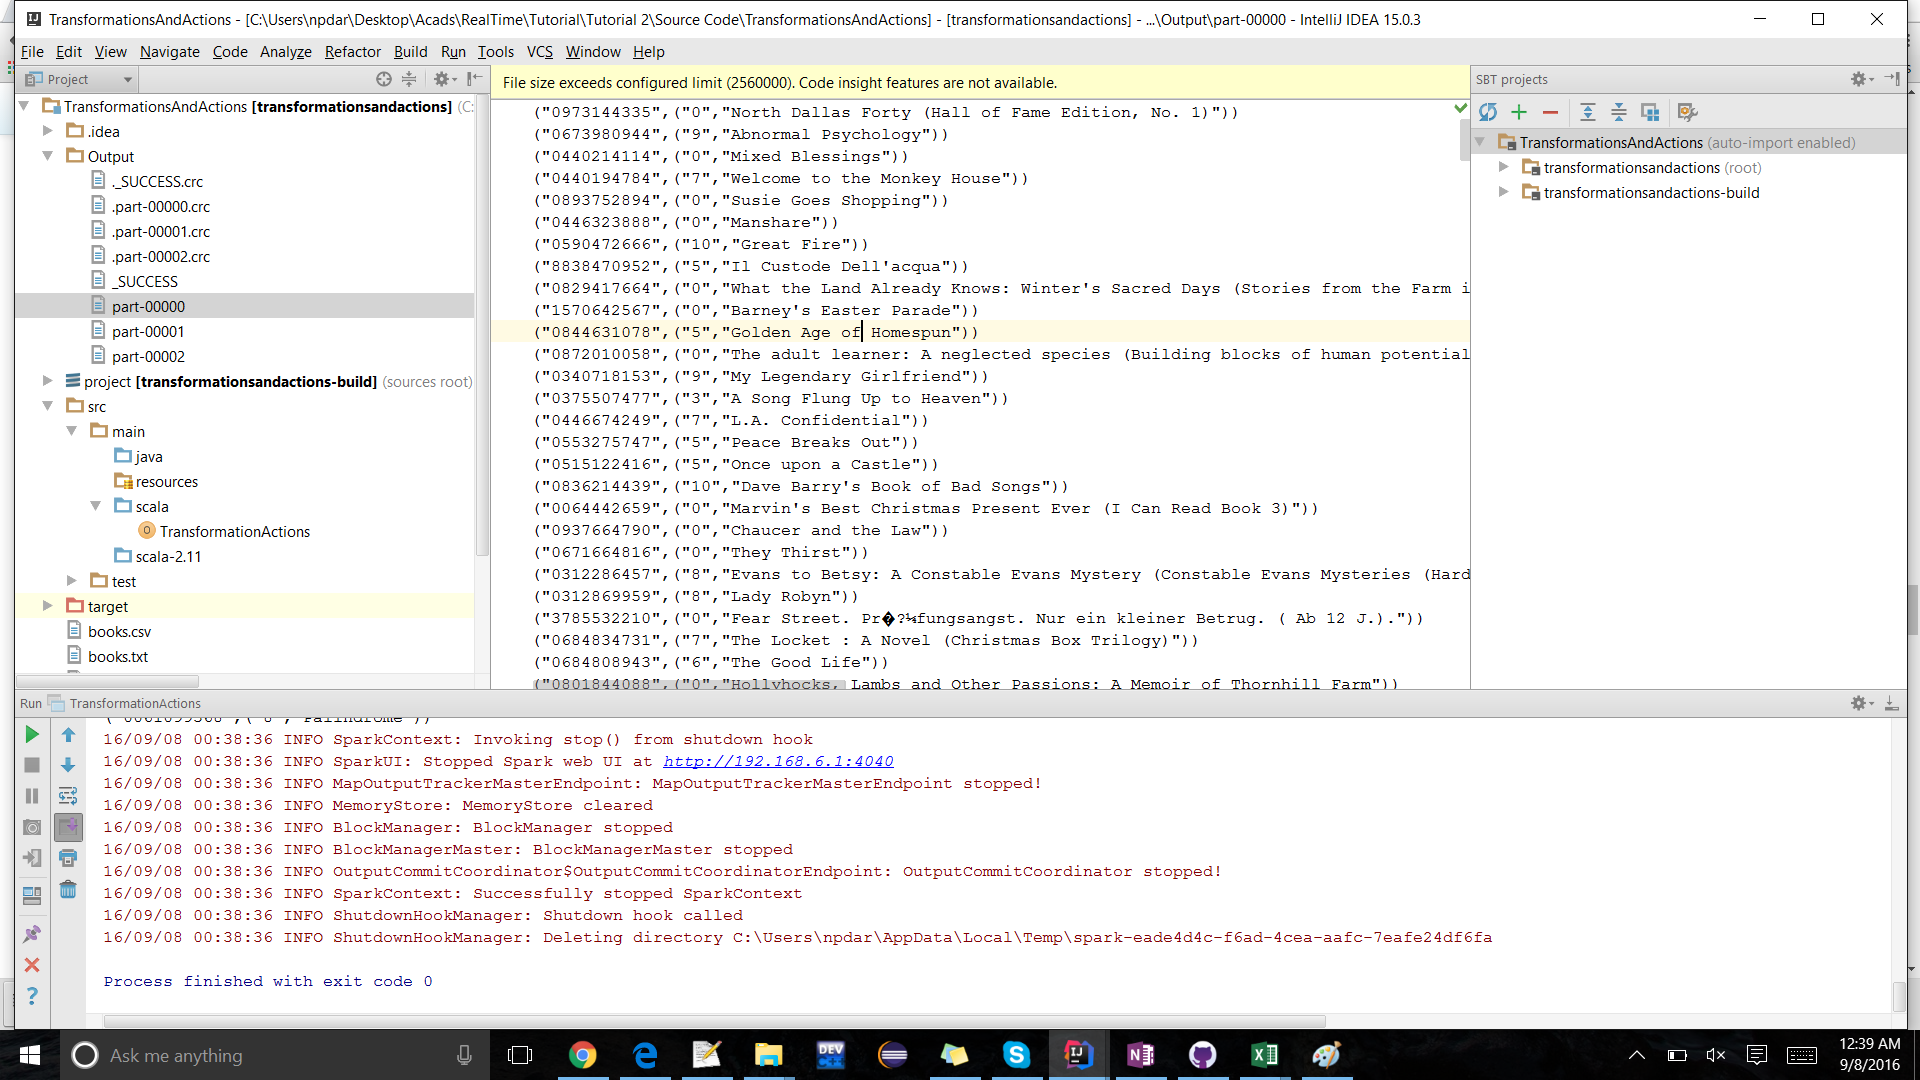 TransformationsAndActions - [C:\Users\npdar\Desktop\Acads\RealTime\Tutorial\Tutorial 2\Source Code\TransformationsAndActions] - [transformationsandactions] - ...\Output\part-00000 - IntelliJ IDEA 15.0.3
File Edit View Navigate Code Analyze Refactor Build Run Tools VCS Window Help
Project
TransformationsAndActions [transformationsandactions] (C:
.idea
Output
._SUCCESS.crc
.part-00000.crc
.part-00001.crc
.part-00002.crc
_SUCCESS
part-00000
part-00001
part-00002
project [transformationsandactions-build] (sources root)
src
main
java
resources
scala
TransformationActions
scala-2.11
test
target
books.csv
books.txt
File size exceeds configured limit (2560000). Code insight features are not available.
("0973144335",("0","North Dallas Forty (Hall of Fame Edition, No. 1)"))
("0673980944",("9","Abnormal Psychology"))
("0440214114",("0","Mixed Blessings"))
("0440194784",("7","Welcome to the Monkey House"))
("0893752894",("0","Susie Goes Shopping"))
("0446323888",("0","Manshare"))
("0590472666",("10","Great Fire"))
("8838470952",("5","Il Custode Dell'acqua"))
("0829417664",("0","What the Land Already Knows: Winter's Sacred Days (Stories from the Farm i
("1570642567",("0","Barney's Easter Parade"))
("0844631078",("5","Golden Age of Homespun"))
("0872010058",("0","The adult learner: A neglected species (Building blocks of human potential
("0340718153",("9","My Legendary Girlfriend"))
("0375507477",("3","A Song Flung Up to Heaven"))
("0446674249",("7","L.A. Confidential"))
("0553275747",("5","Peace Breaks Out"))
("0515122416",("5","Once upon a Castle"))
("0836214439",("10","Dave Barry's Book of Bad Songs"))
("0064442659",("0","Marvin's Best Christmas Present Ever (I Can Read Book 3)"))
("0937664790",("0","Chaucer and the Law"))
("0671664816",("0","They Thirst"))
("0312286457",("8","Evans to Betsy: A Constable Evans Mystery (Constable Evans Mysteries (Hard
("0312869959",("8","Lady Robyn"))
("3785532210",("0","Fear Street. Pr�?¼fungsangst. Nur ein kleiner Betrug. ( Ab 12 J.)."))
("0684834731",("7","The Locket : A Novel (Christmas Box Trilogy)"))
("0684808943",("6","The Good Life"))
("0801844088",("0","Hollyhocks, Lambs and Other Passions: A Memoir of Thornhill Farm"))
SBT projects
TransformationsAndActions (auto-import enabled)
transformationsandactions (root)
transformationsandactions-build
Run TransformationActions
16/09/08 00:38:36 INFO SparkContext: Invoking stop() from shutdown hook
16/09/08 00:38:36 INFO SparkUI: Stopped Spark web UI at http://192.168.6.1:4040
16/09/08 00:38:36 INFO MapOutputTrackerMasterEndpoint: MapOutputTrackerMasterEndpoint stopped!
16/09/08 00:38:36 INFO MemoryStore: MemoryStore cleared
16/09/08 00:38:36 INFO BlockManager: BlockManager stopped
16/09/08 00:38:36 INFO BlockManagerMaster: BlockManagerMaster stopped
16/09/08 00:38:36 INFO OutputCommitCoordinator$OutputCommitCoordinatorEndpoint: OutputCommitCoordinator stopped!
16/09/08 00:38:36 INFO SparkContext: Successfully stopped SparkContext
16/09/08 00:38:36 INFO ShutdownHookManager: Shutdown hook called
16/09/08 00:38:36 INFO ShutdownHookManager: Deleting directory C:\Users\npdar\AppData\Local\Temp\spark-eade4d4c-f6ad-4cea-aafc-7eafe24df6fa
Process finished with exit code 0
Ask me anything
DEV
12:39 AM
9/8/2016